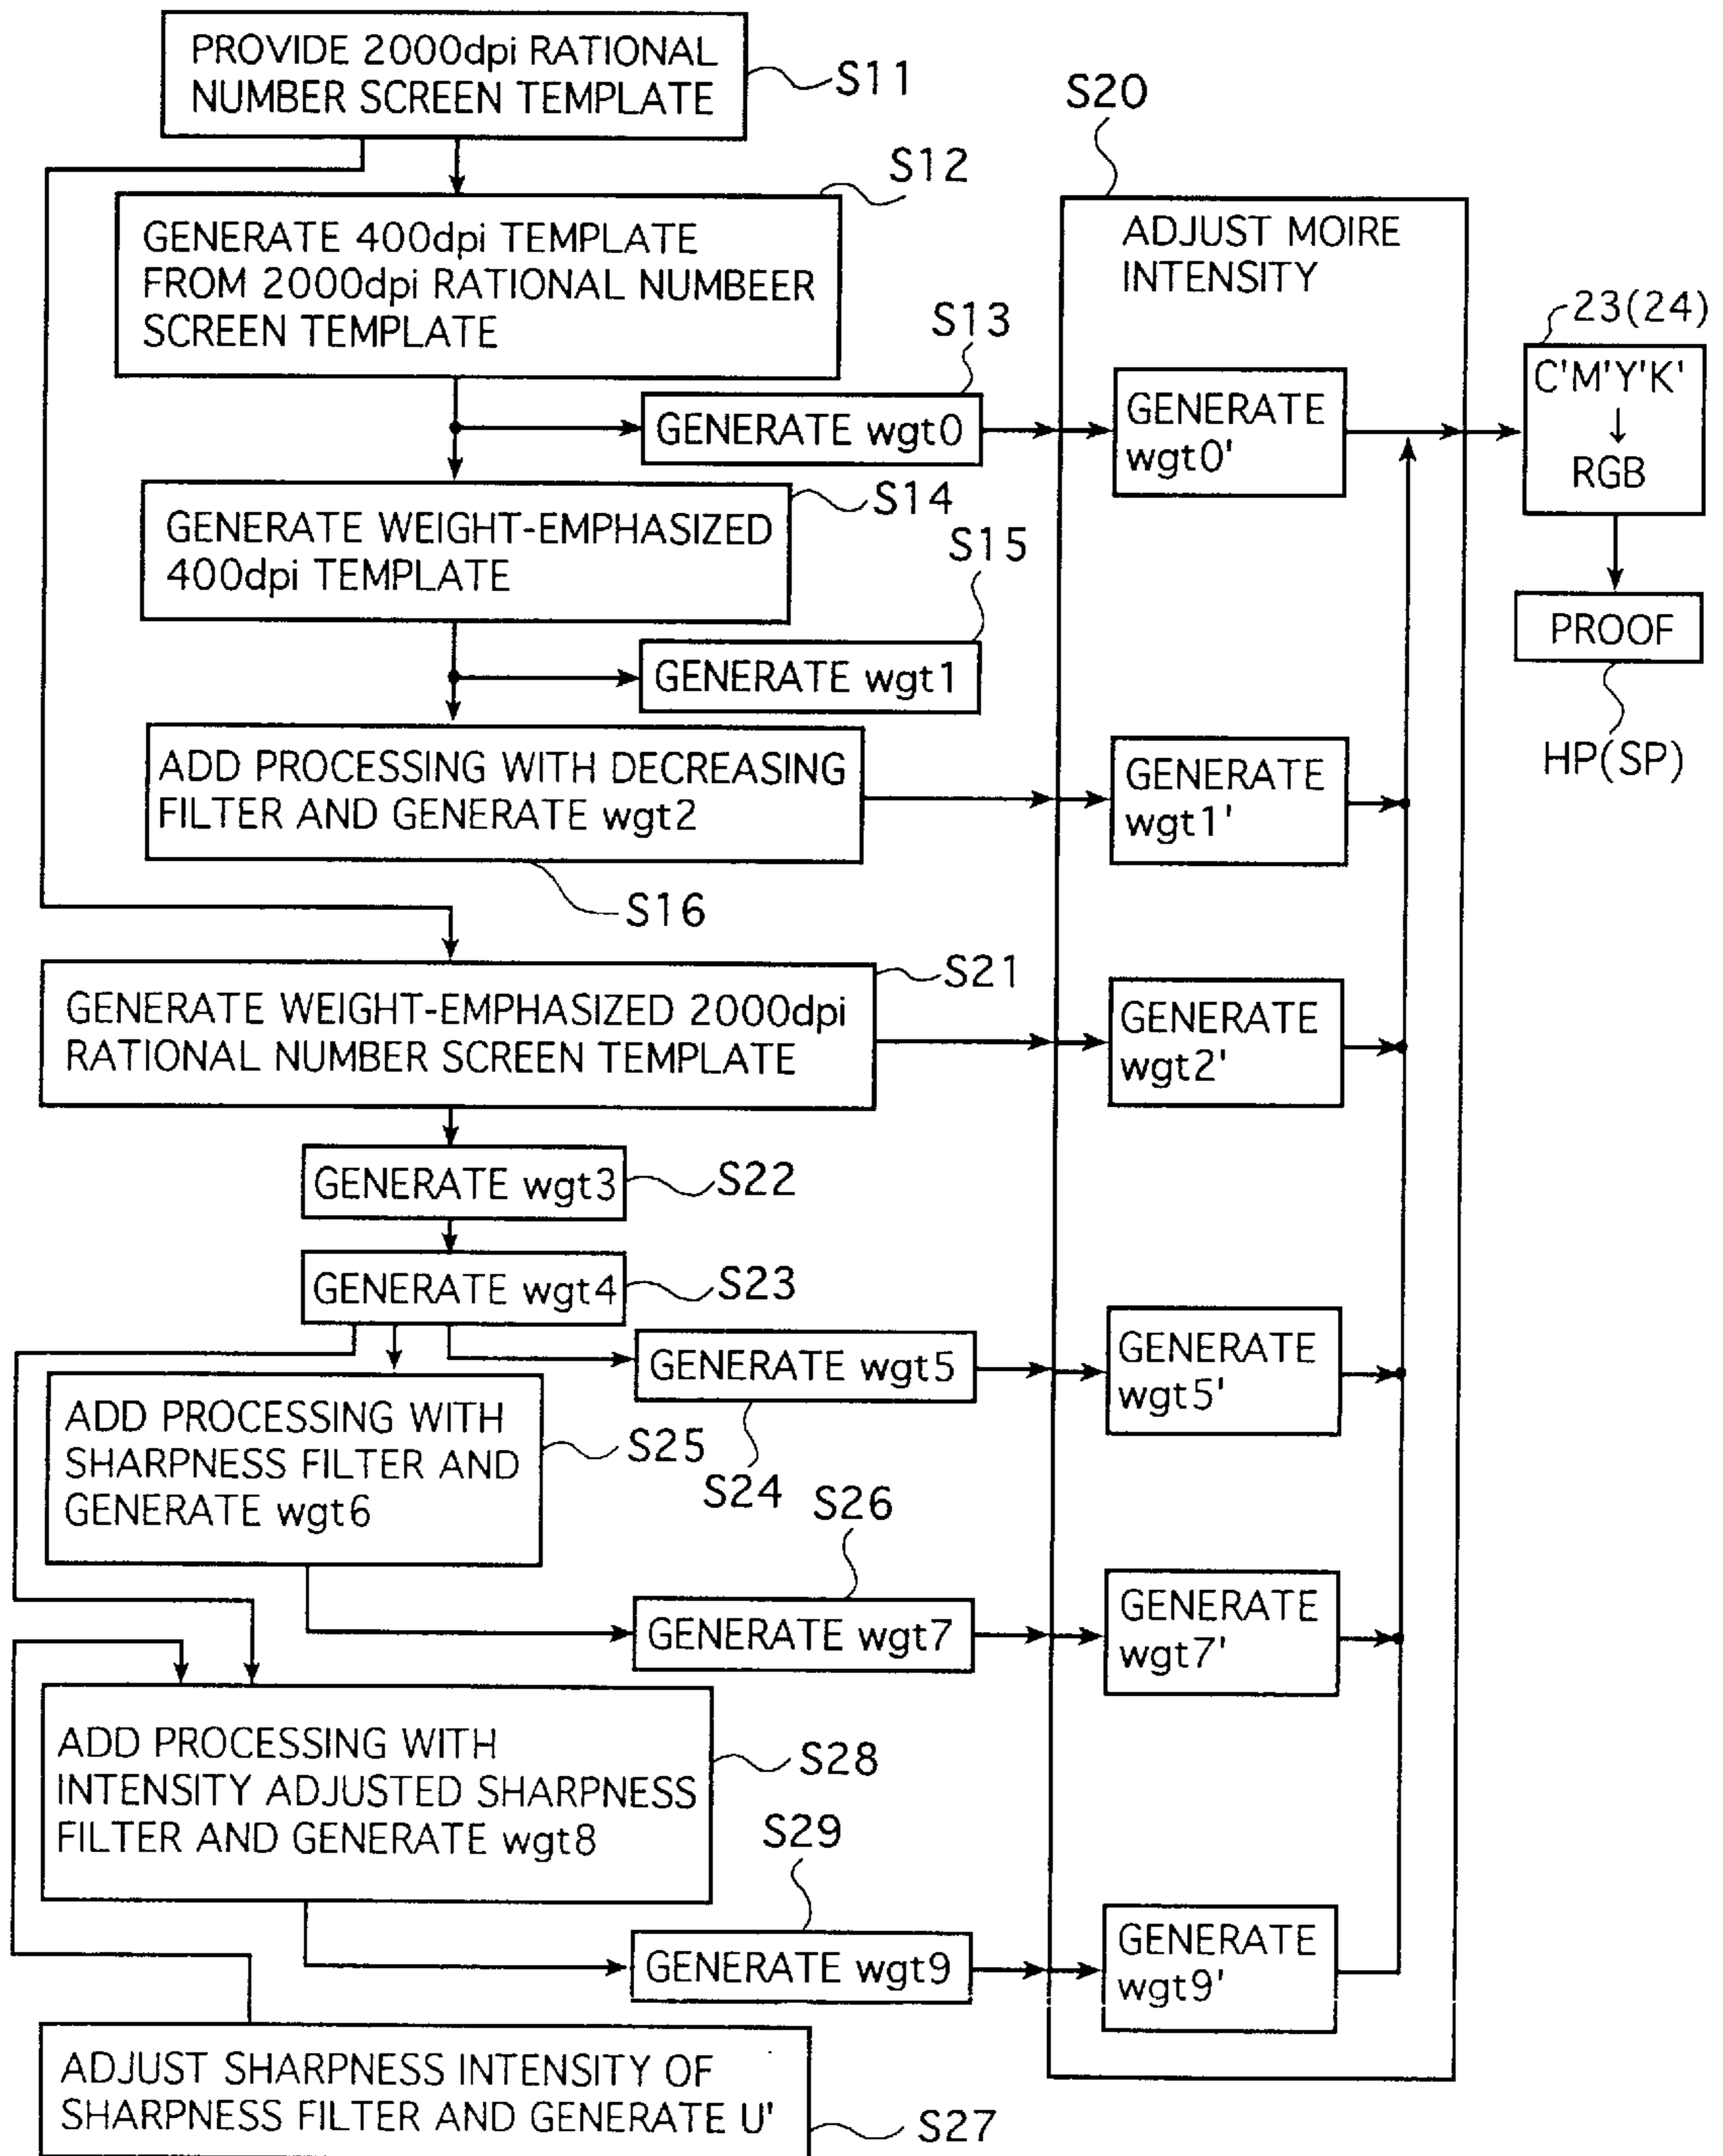 PROVIDE 2000dpi RATIONAL
NUMBER SCREEN TEMPLATE
S11
S20
S12
GENERATE 400dpi TEMPLATE
FROM 2000dpi RATIONAL NUMBEER
SCREEN TEMPLATE
ADJUST MOIRE
INTENSITY
S13
23(24)
GENERATE wgt0
GENERATE
wgt0'
C'M'Y'K'
↓
RGB
S14
GENERATE WEIGHT-EMPHASIZED
400dpi TEMPLATE
S15
GENERATE wgt1
PROOF
HP(SP)
ADD PROCESSING WITH DECREASING
FILTER AND GENERATE wgt2
GENERATE
wgt1'
S16
S21
GENERATE WEIGHT-EMPHASIZED 2000dpi
RATIONAL NUMBER SCREEN TEMPLATE
GENERATE
wgt2'
GENERATE wgt3
S22
GENERATE wgt4
S23
GENERATE wgt5
GENERATE
wgt5'
S24
ADD PROCESSING WITH
SHARPNESS FILTER AND
GENERATE wgt6
S25
S26
GENERATE wgt7
GENERATE
wgt7'
ADD PROCESSING WITH
INTENSITY ADJUSTED SHARPNESS
FILTER AND GENERATE wgt8
S28
S29
GENERATE wgt9
GENERATE
wgt9'
ADJUST SHARPNESS INTENSITY OF
SHARPNESS FILTER AND GENERATE U'
S27